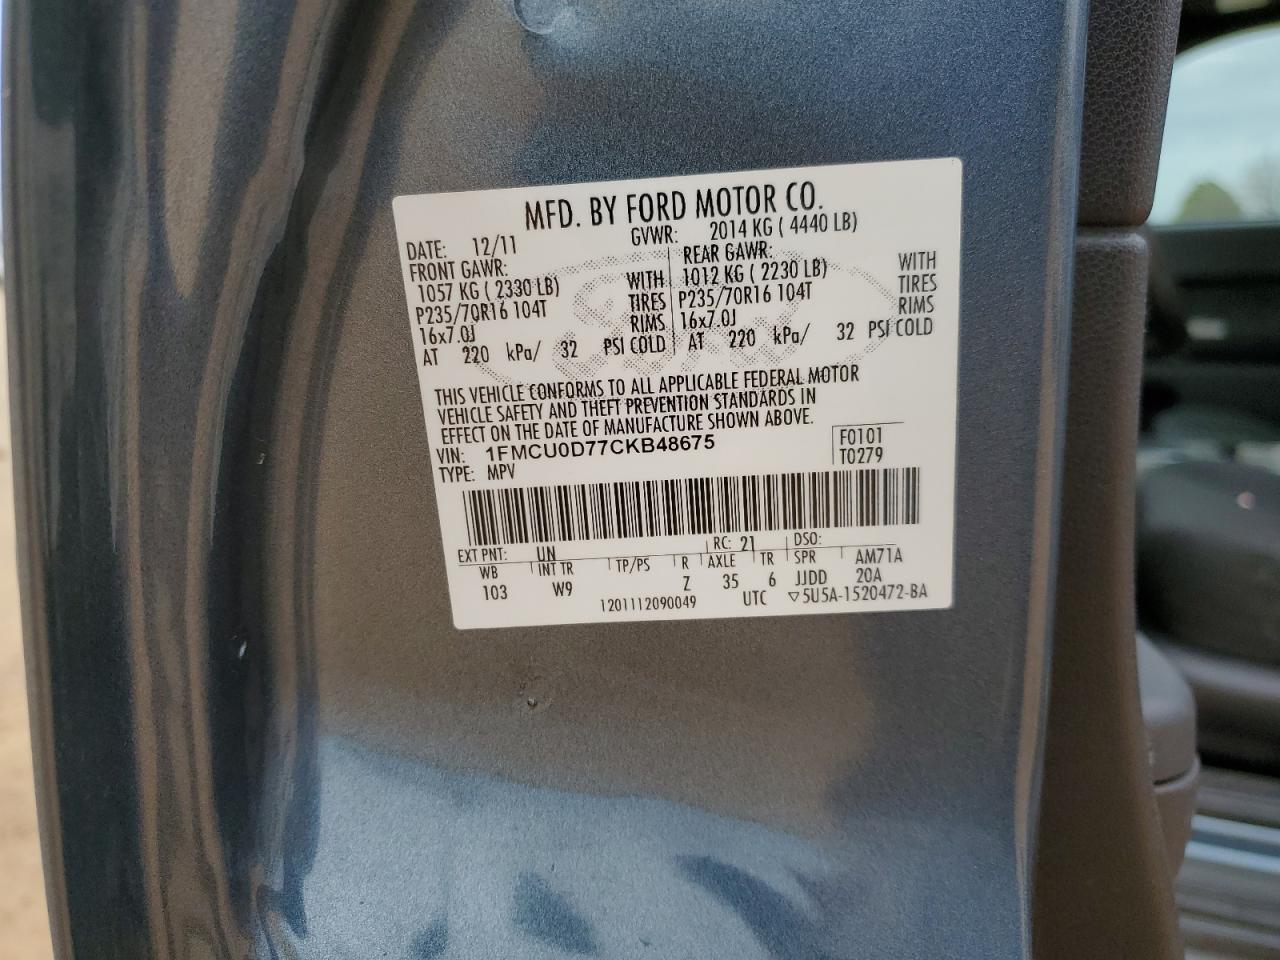 MFD. BY FORD MOTOR CO.
DATE: 12/11 GVWR: 2014 KG ( 4440 LB)
FRONT GAWR: REAR GAWR:
1057 KG ( 2330 LB) WITH 1012 KG ( 2230 LB) WITH
P235/70R16 104T TIRES P235/70R16 104T TIRES
16x7.0J RIMS 16x7.0J RIMS
AT 220 kPa/ 32 PSI COLD AT 220 kPa/ 32 PSI COLD
THIS VEHICLE CONFORMS TO ALL APPLICABLE FEDERAL MOTOR
VEHICLE SAFETY AND THEFT PREVENTION STANDARDS IN
EFFECT ON THE DATE OF MANUFACTURE SHOWN ABOVE.
VIN: 1FMCU0D77CKB48675 F0101
TYPE: MPV T0279
EXT PNT: UN RC: 21 DSO:
WB INT TR TP/PS R AXLE TR SPR AM71A
103 W9 Z 35 6 JJDD 20A
1201112090049 UTC ▽5U5A-1520472-BA